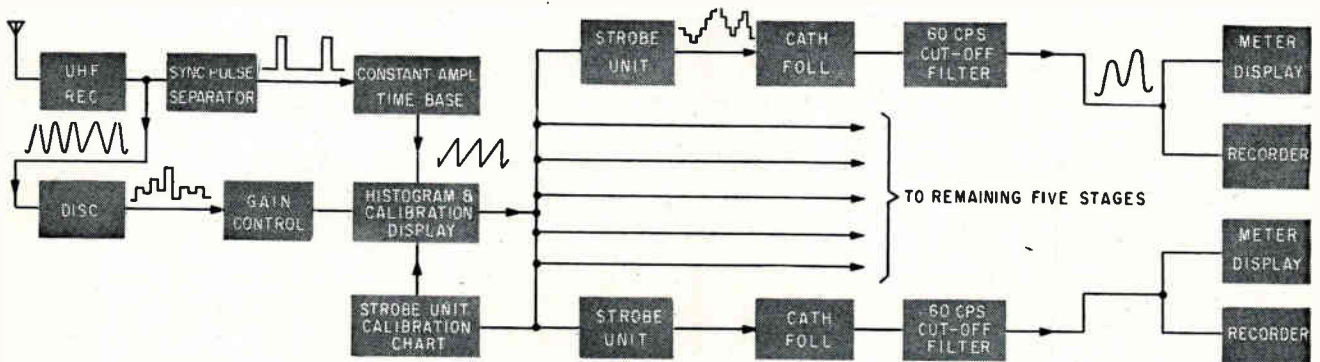 UHF
REC
SYNC PULSE
SEPARATOR
CONSTANT AMPL
TIME BASE
STROBE
UNIT
CATH
FOLL
60 CPS
CUT-OFF
FILTER
METER
DISPLAY
RECORDER
DISC
GAIN
CONTROL
HISTOGRAM &
CALIBRATION
DISPLAY
TO REMAINING FIVE STAGES
STROBE UNIT
CALIBRATION
CHART
STROBE
UNIT
CATH
FOLL
60 CPS
CUT-OFF
FILTER
METER
DISPLAY
RECORDER